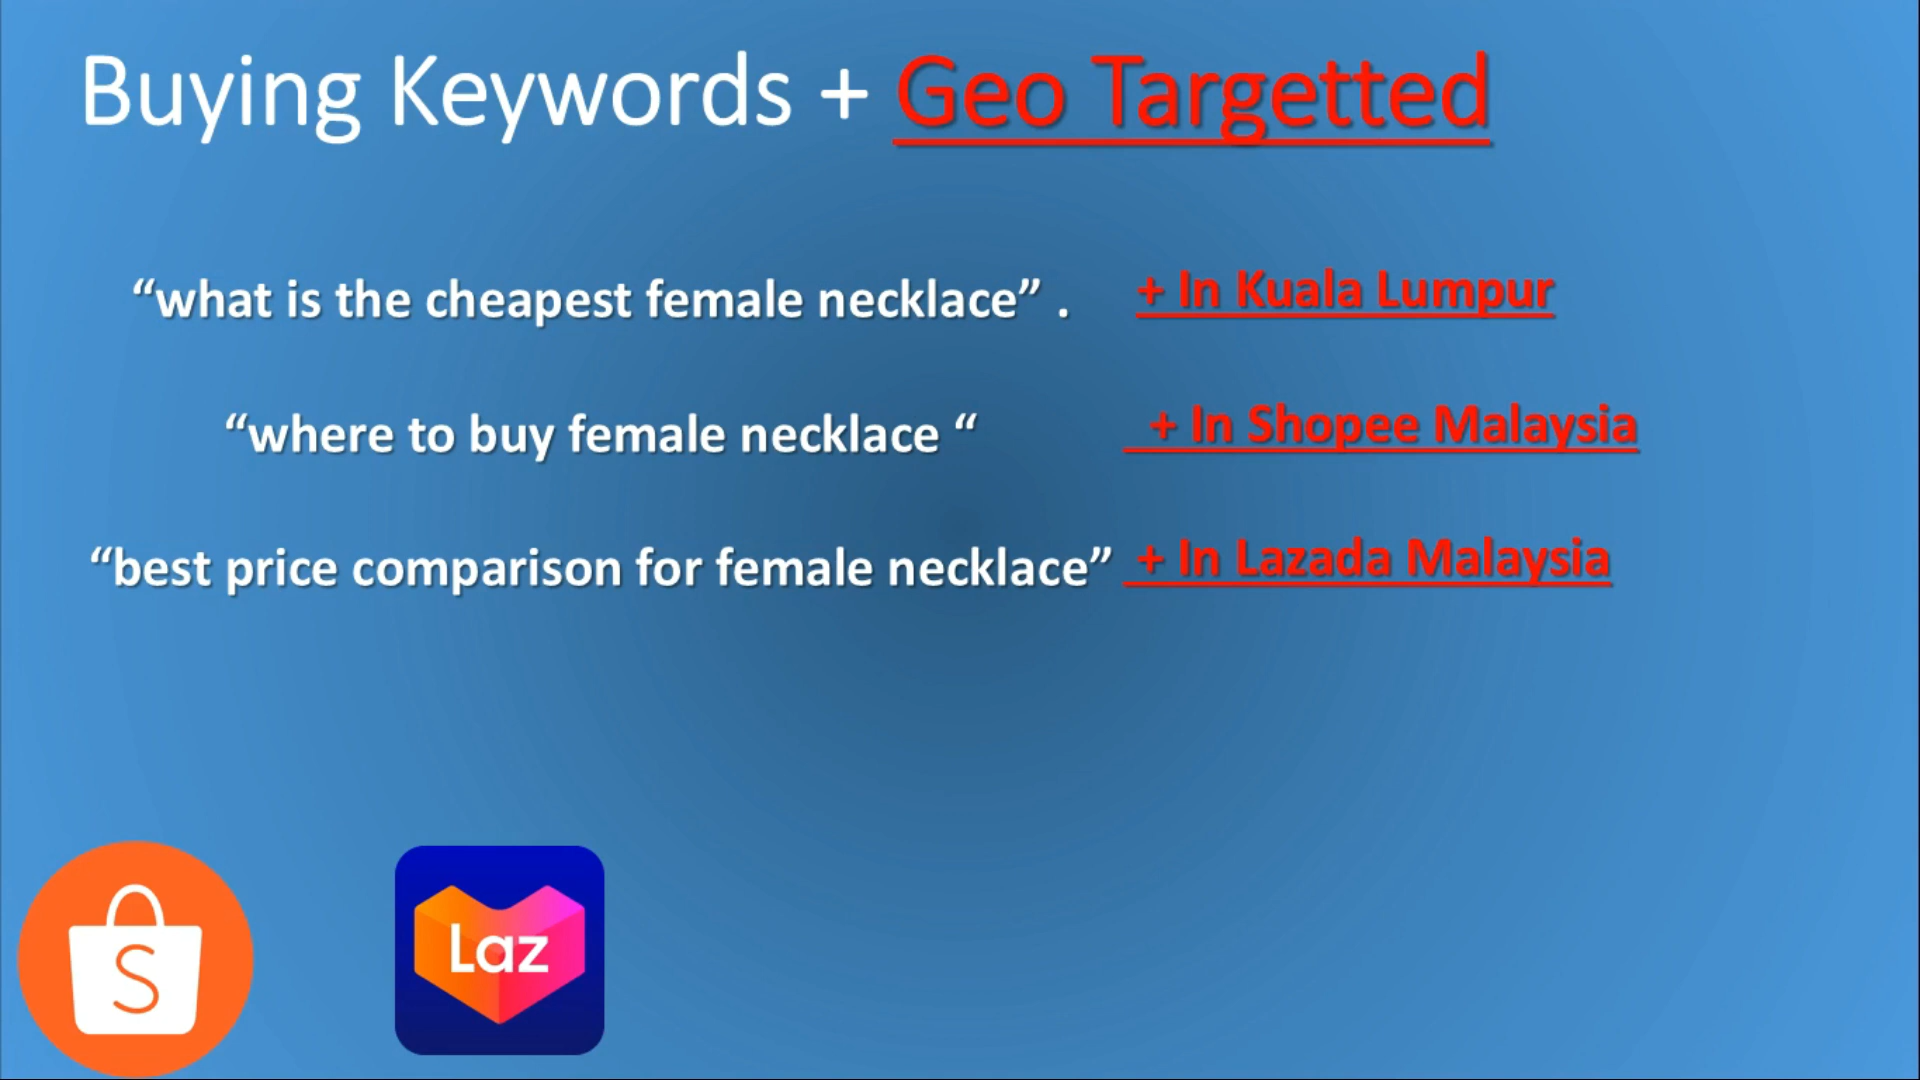 Buying Keywords + Geo Targetted
“what is the cheapest female necklace” . + In Kuala Lumpur
“where to buy female necklace “ + In Shopee Malaysia
“best price comparison for female necklace” + In Lazada Malaysia
S
Laz